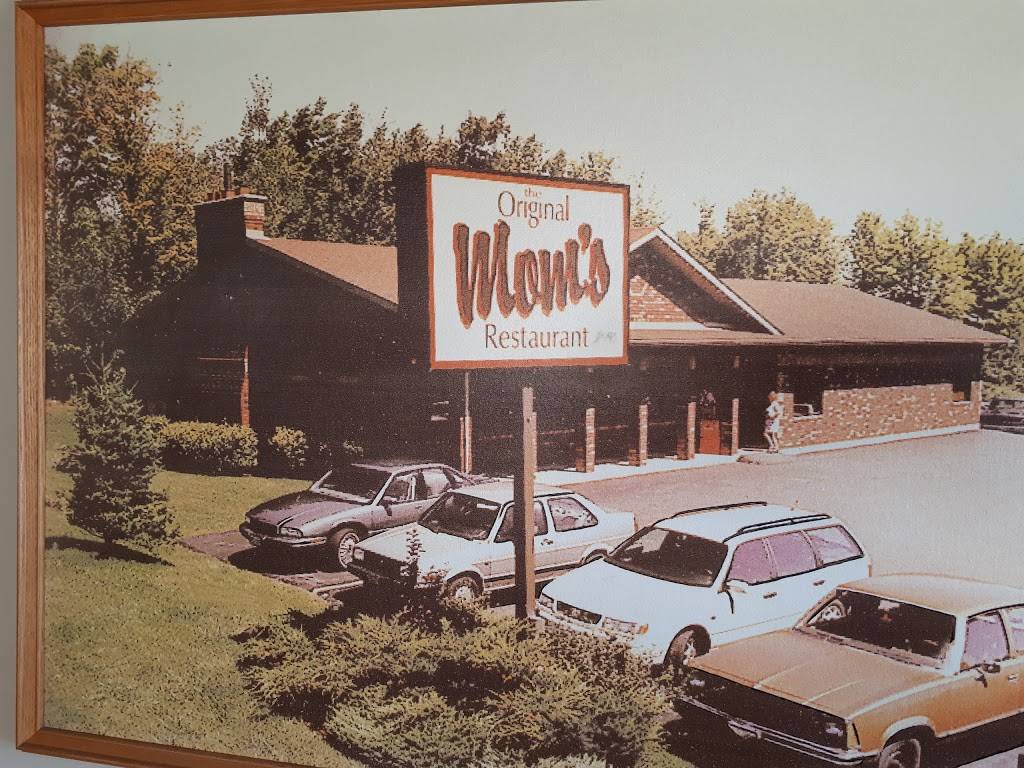 the
Original
Mom's
Restaurant